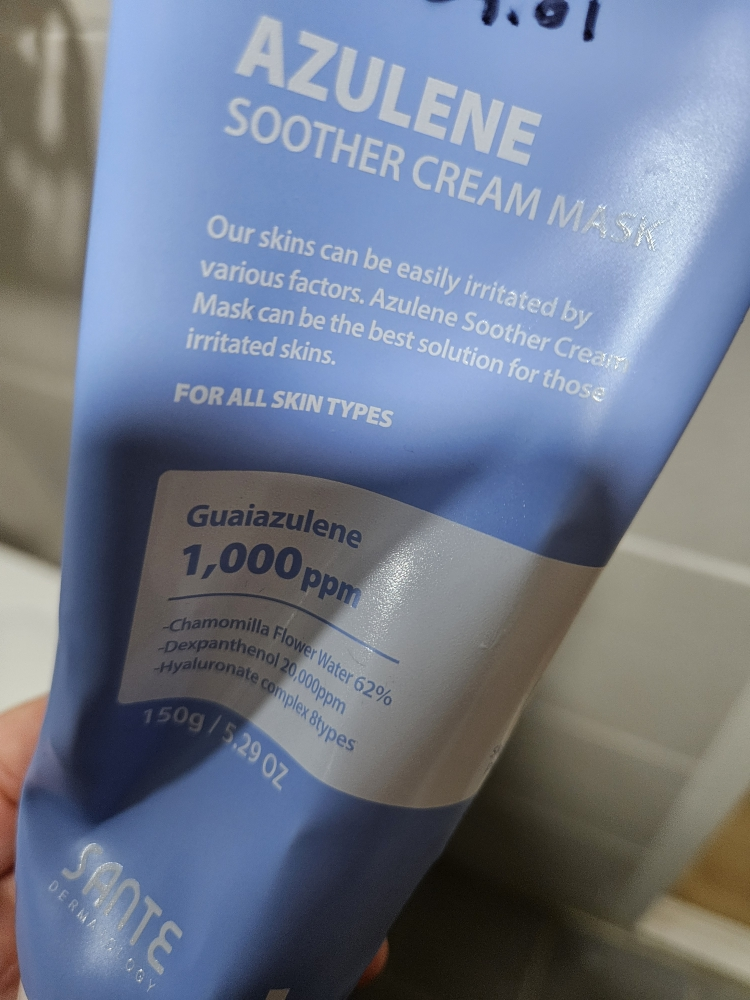 AZULENE
SOOTHER CREAM MASK
Our skins can be easily irritated by
various factors. Azulene Soother Cream
Mask can be the best solution for those
irritated skins.
FOR ALL SKIN TYPES
Guaiazulene
1,000ppm
-Chamomilla Flower Water 62%
-Dexpanthenol 20,000ppm
-Hyaluronate complex 8types
150g / 5.29 OZ
SANTE
DERMATOLOGY